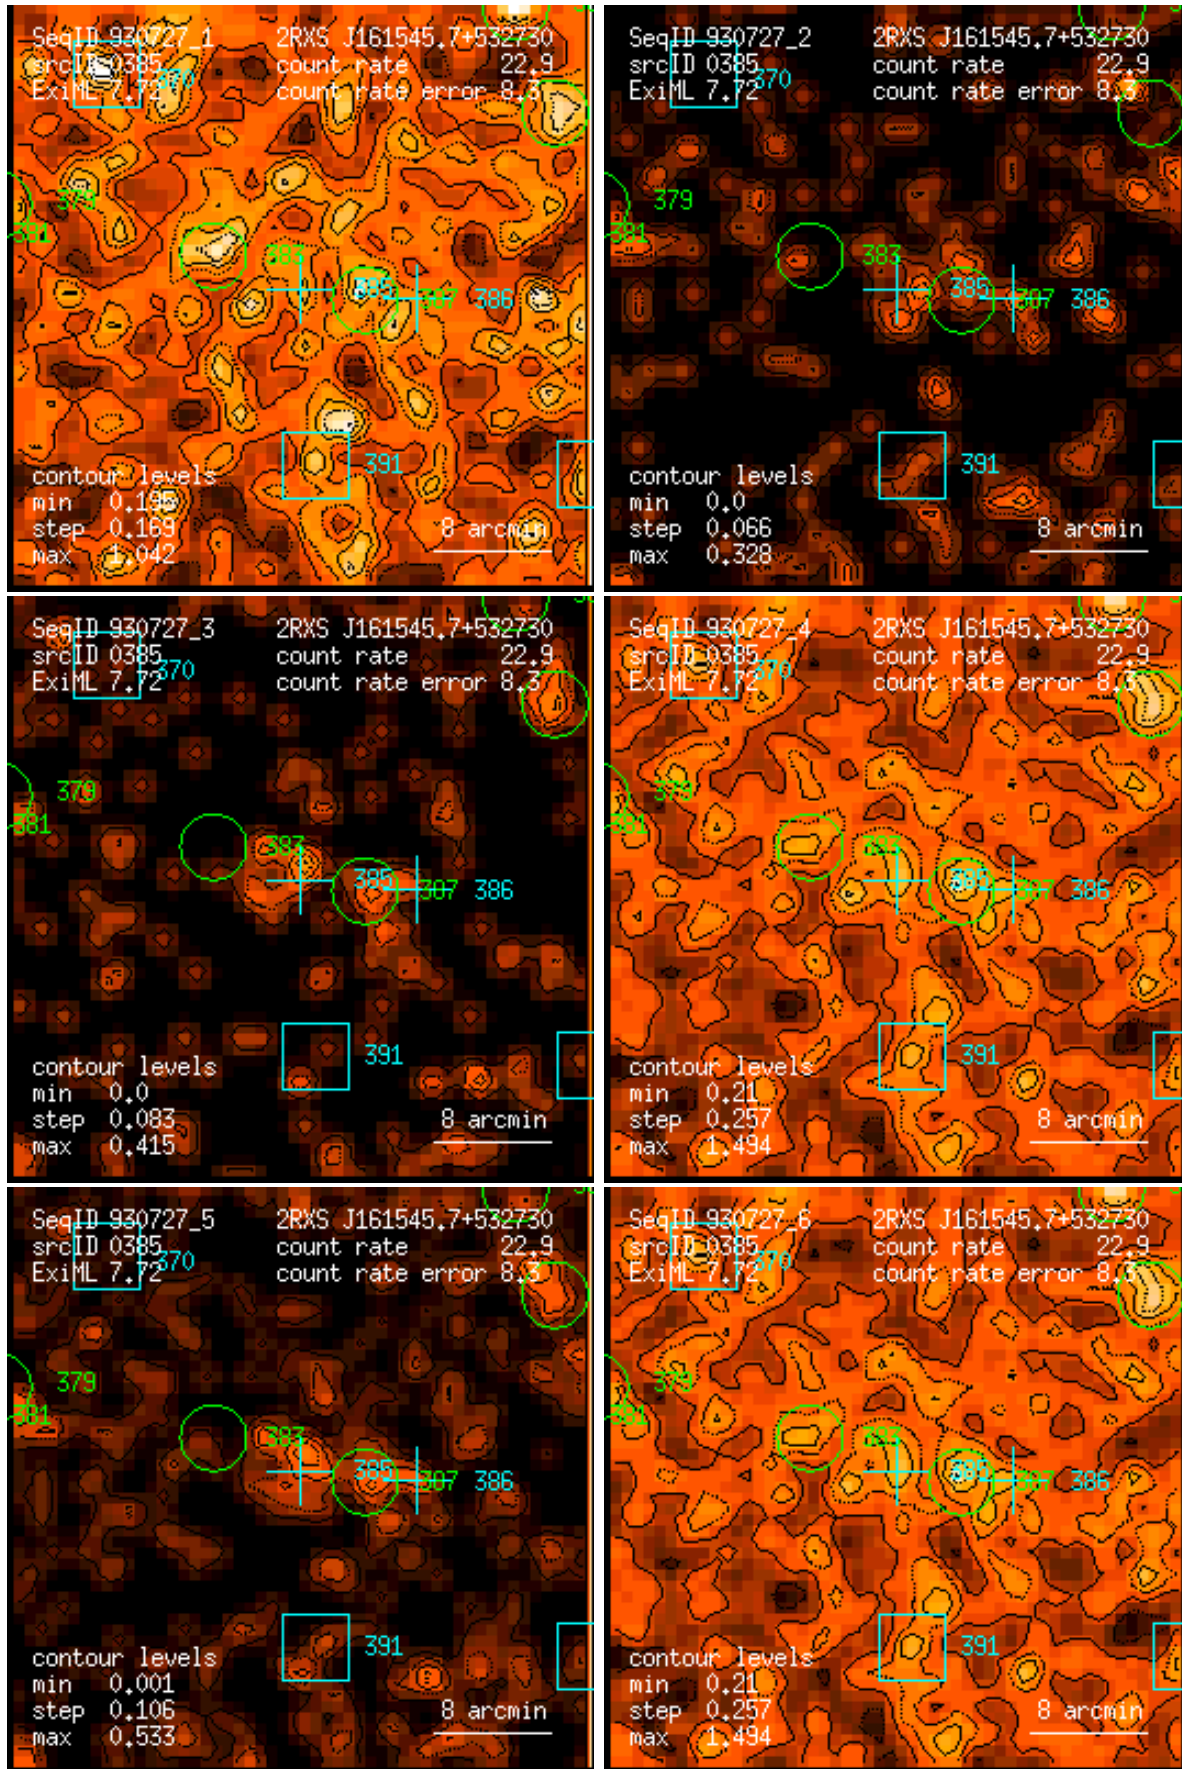 SeqID 930727_1 2RXS J161545.7+532730
srcID 0385 count rate 22.9
370
ExiML 7.72 count rate error 8.3
379
381
383
385 307 386
391
contour levels
min 0.195
step 0.169
max 1.042
8 arcmin
SeqID 930727_2 2RXS J161545.7+532730
srcID 0385 count rate 22.9
370
ExiML 7.72 count rate error 8.3
379
381
383
385 307 386
391
contour levels
min 0.0
step 0.066
max 0.328
8 arcmin
SeqID 930727_3 2RXS J161545.7+532730
srcID 0385 count rate 22.9
370
ExiML 7.72 count rate error 8.3
379
381
383
385 307 386
391
contour levels
min 0.0
step 0.083
max 0.415
8 arcmin
SeqID 930727_4 2RXS J161545.7+532730
srcID 0385 count rate 22.9
370
ExiML 7.72 count rate error 8.3
379
381
383
385 307 386
391
contour levels
min 0.21
step 0.257
max 1.494
8 arcmin
SeqID 930727_5 2RXS J161545.7+532730
srcID 0385 count rate 22.9
370
ExiML 7.72 count rate error 8.3
379
381
383
385 307 386
391
contour levels
min 0.001
step 0.106
max 0.533
8 arcmin
SeqID 930727_6 2RXS J161545.7+532730
srcID 0385 count rate 22.9
370
ExiML 7.72 count rate error 8.3
379
381
383
385 307 386
391
contour levels
min 0.21
step 0.257
max 1.494
8 arcmin